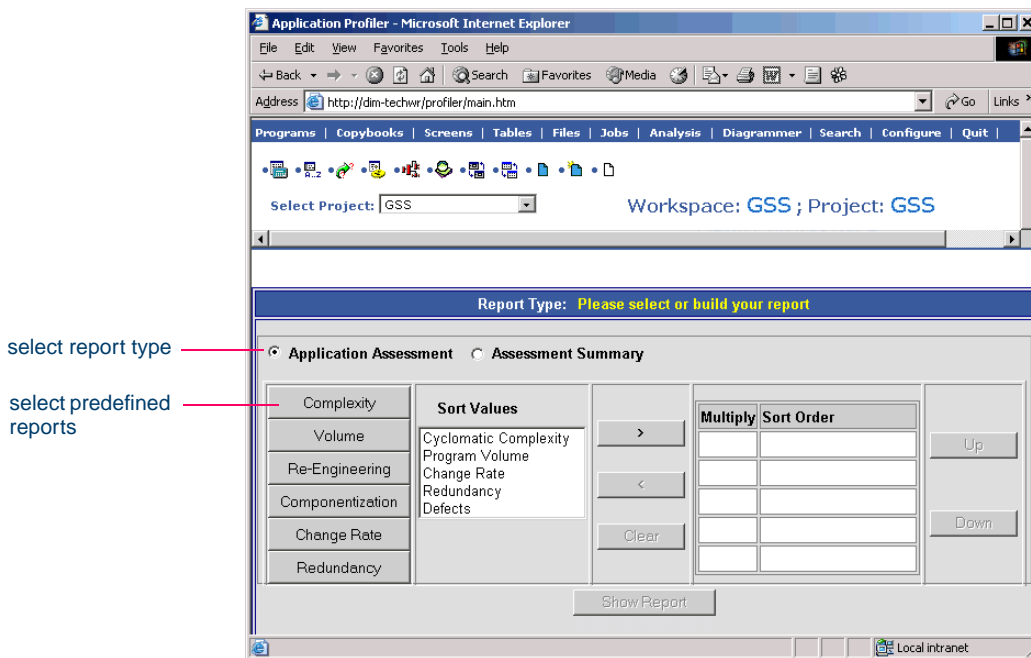 Application Profiler - Microsoft Internet Explorer
File Edit View Favorites Tools Help
Back Search Favorites Media
Address http://dim-techwr/profiler/main.htm Go Links
Programs | Copybooks | Screens | Tables | Files | Jobs | Analysis | Diagrammer | Search | Configure | Quit |
Select Project: GSS Workspace: GSS ; Project: GSS
Report Type: Please select or build your report
select report type
Application Assessment Assessment Summary
select predefined
reports
Complexity
Volume
Re-Engineering
Componentization
Change Rate
Redundancy
Sort Values
Cyclomatic Complexity
Program Volume
Change Rate
Redundancy
Defects
>
<
Clear
Multiply Sort Order
Up
Down
Show Report
Local intranet